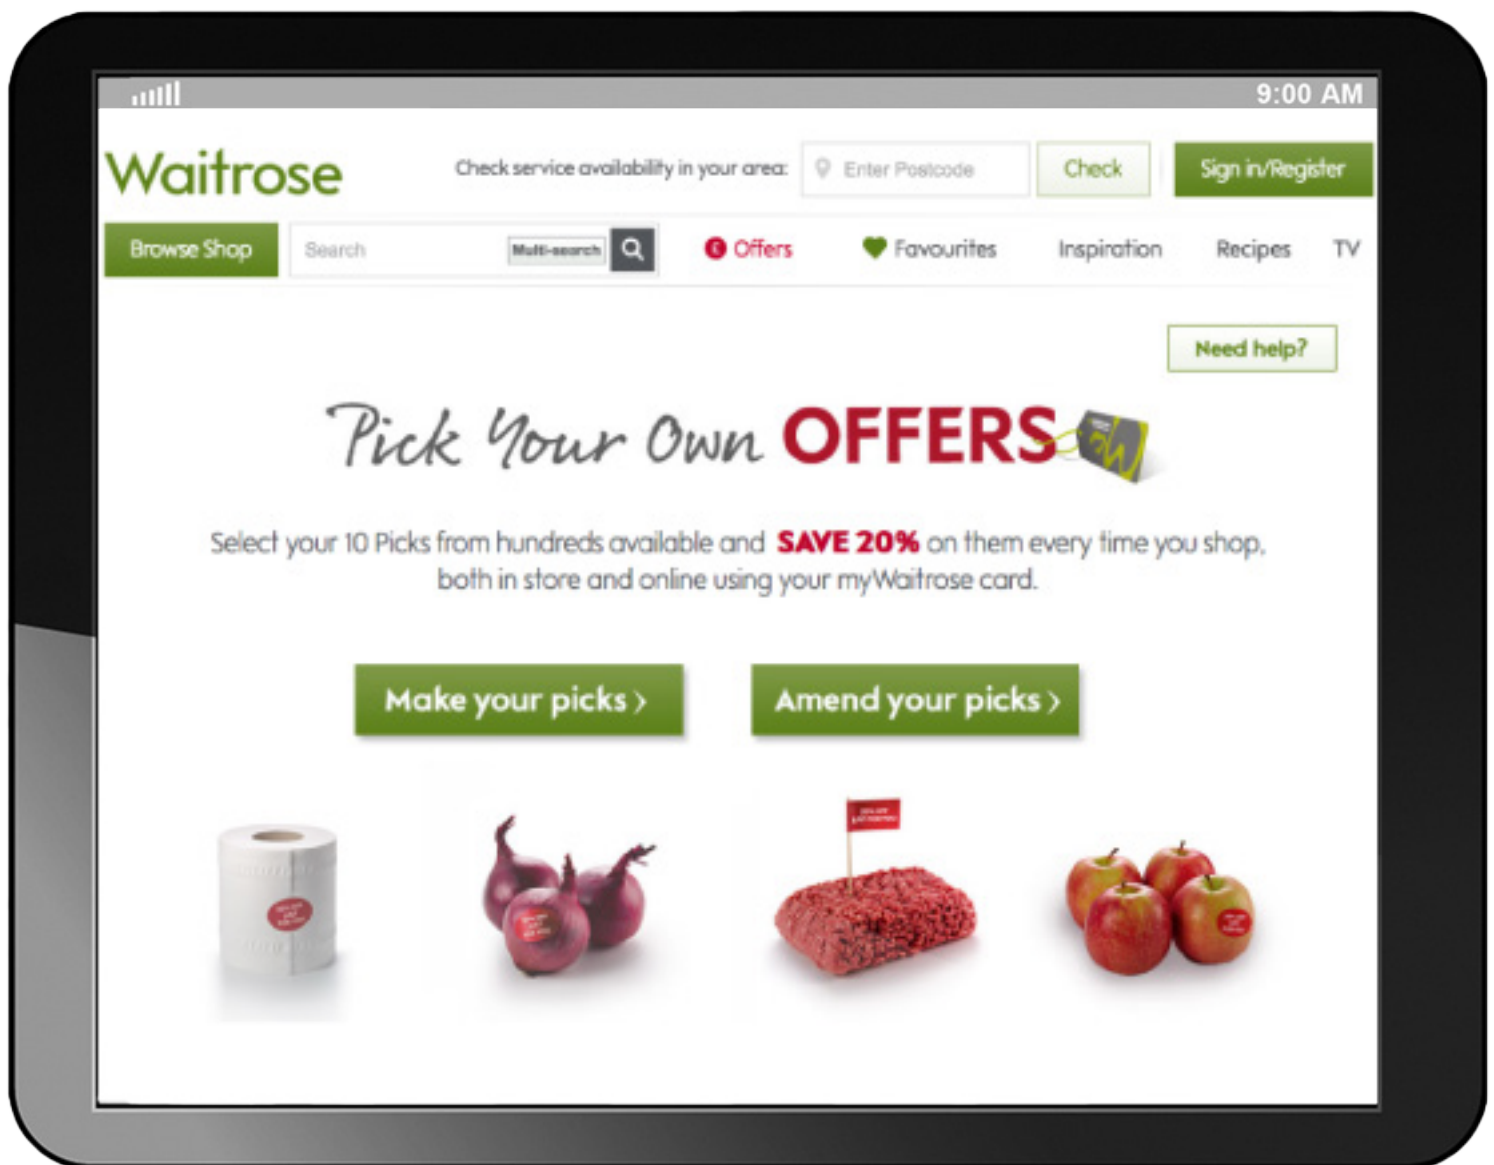 9:00 AM
Waitrose
Check service availability in your area:
Enter Postcode
Check
Sign in/Register
Browse Shop
Search
Multi-search
£ Offers
Favourites
Inspiration
Recipes
TV
Need help?
Pick Your Own OFFERS
Select your 10 Picks from hundreds available and SAVE 20% on them every time you shop,
both in store and online using your myWaitrose card.
Make your picks ›
Amend your picks ›